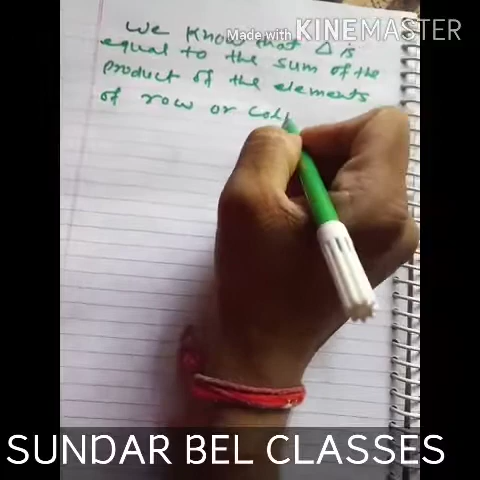 Made with KINEMASTER
We know that Δ is
equal to the sum of the
product of the elements
of row or col
SUNDAR BEL CLASSES